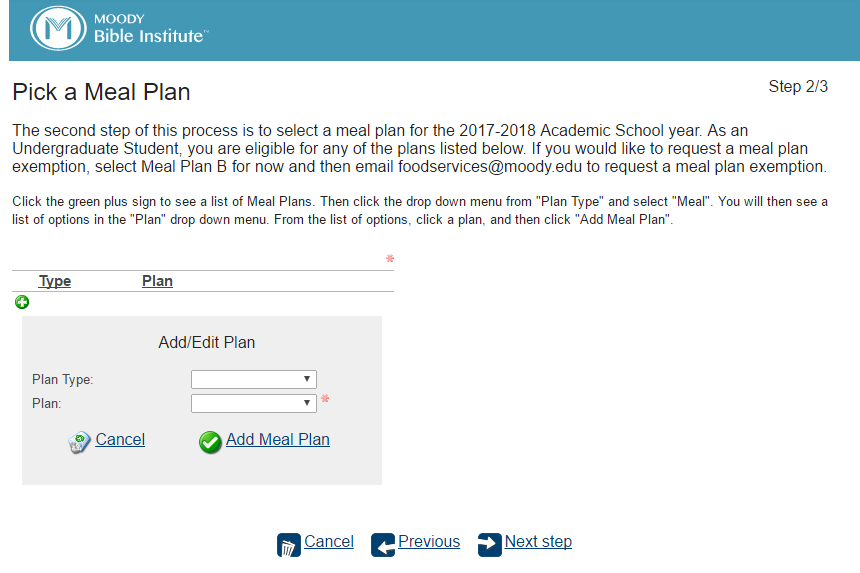 MOODY
Bible Institute™
Pick a Meal Plan
Step 2/3
The second step of this process is to select a meal plan for the 2017-2018 Academic School year. As an
Undergraduate Student, you are eligible for any of the plans listed below. If you would like to request a meal plan
exemption, select Meal Plan B for now and then email foodservices@moody.edu to request a meal plan exemption.
Click the green plus sign to see a list of Meal Plans. Then click the drop down menu from "Plan Type" and select "Meal". You will then see a
list of options in the "Plan" drop down menu. From the list of options, click a plan, and then click "Add Meal Plan".
*
Type Plan
Add/Edit Plan
Plan Type:
Plan: *
Cancel Add Meal Plan
Cancel Previous Next step